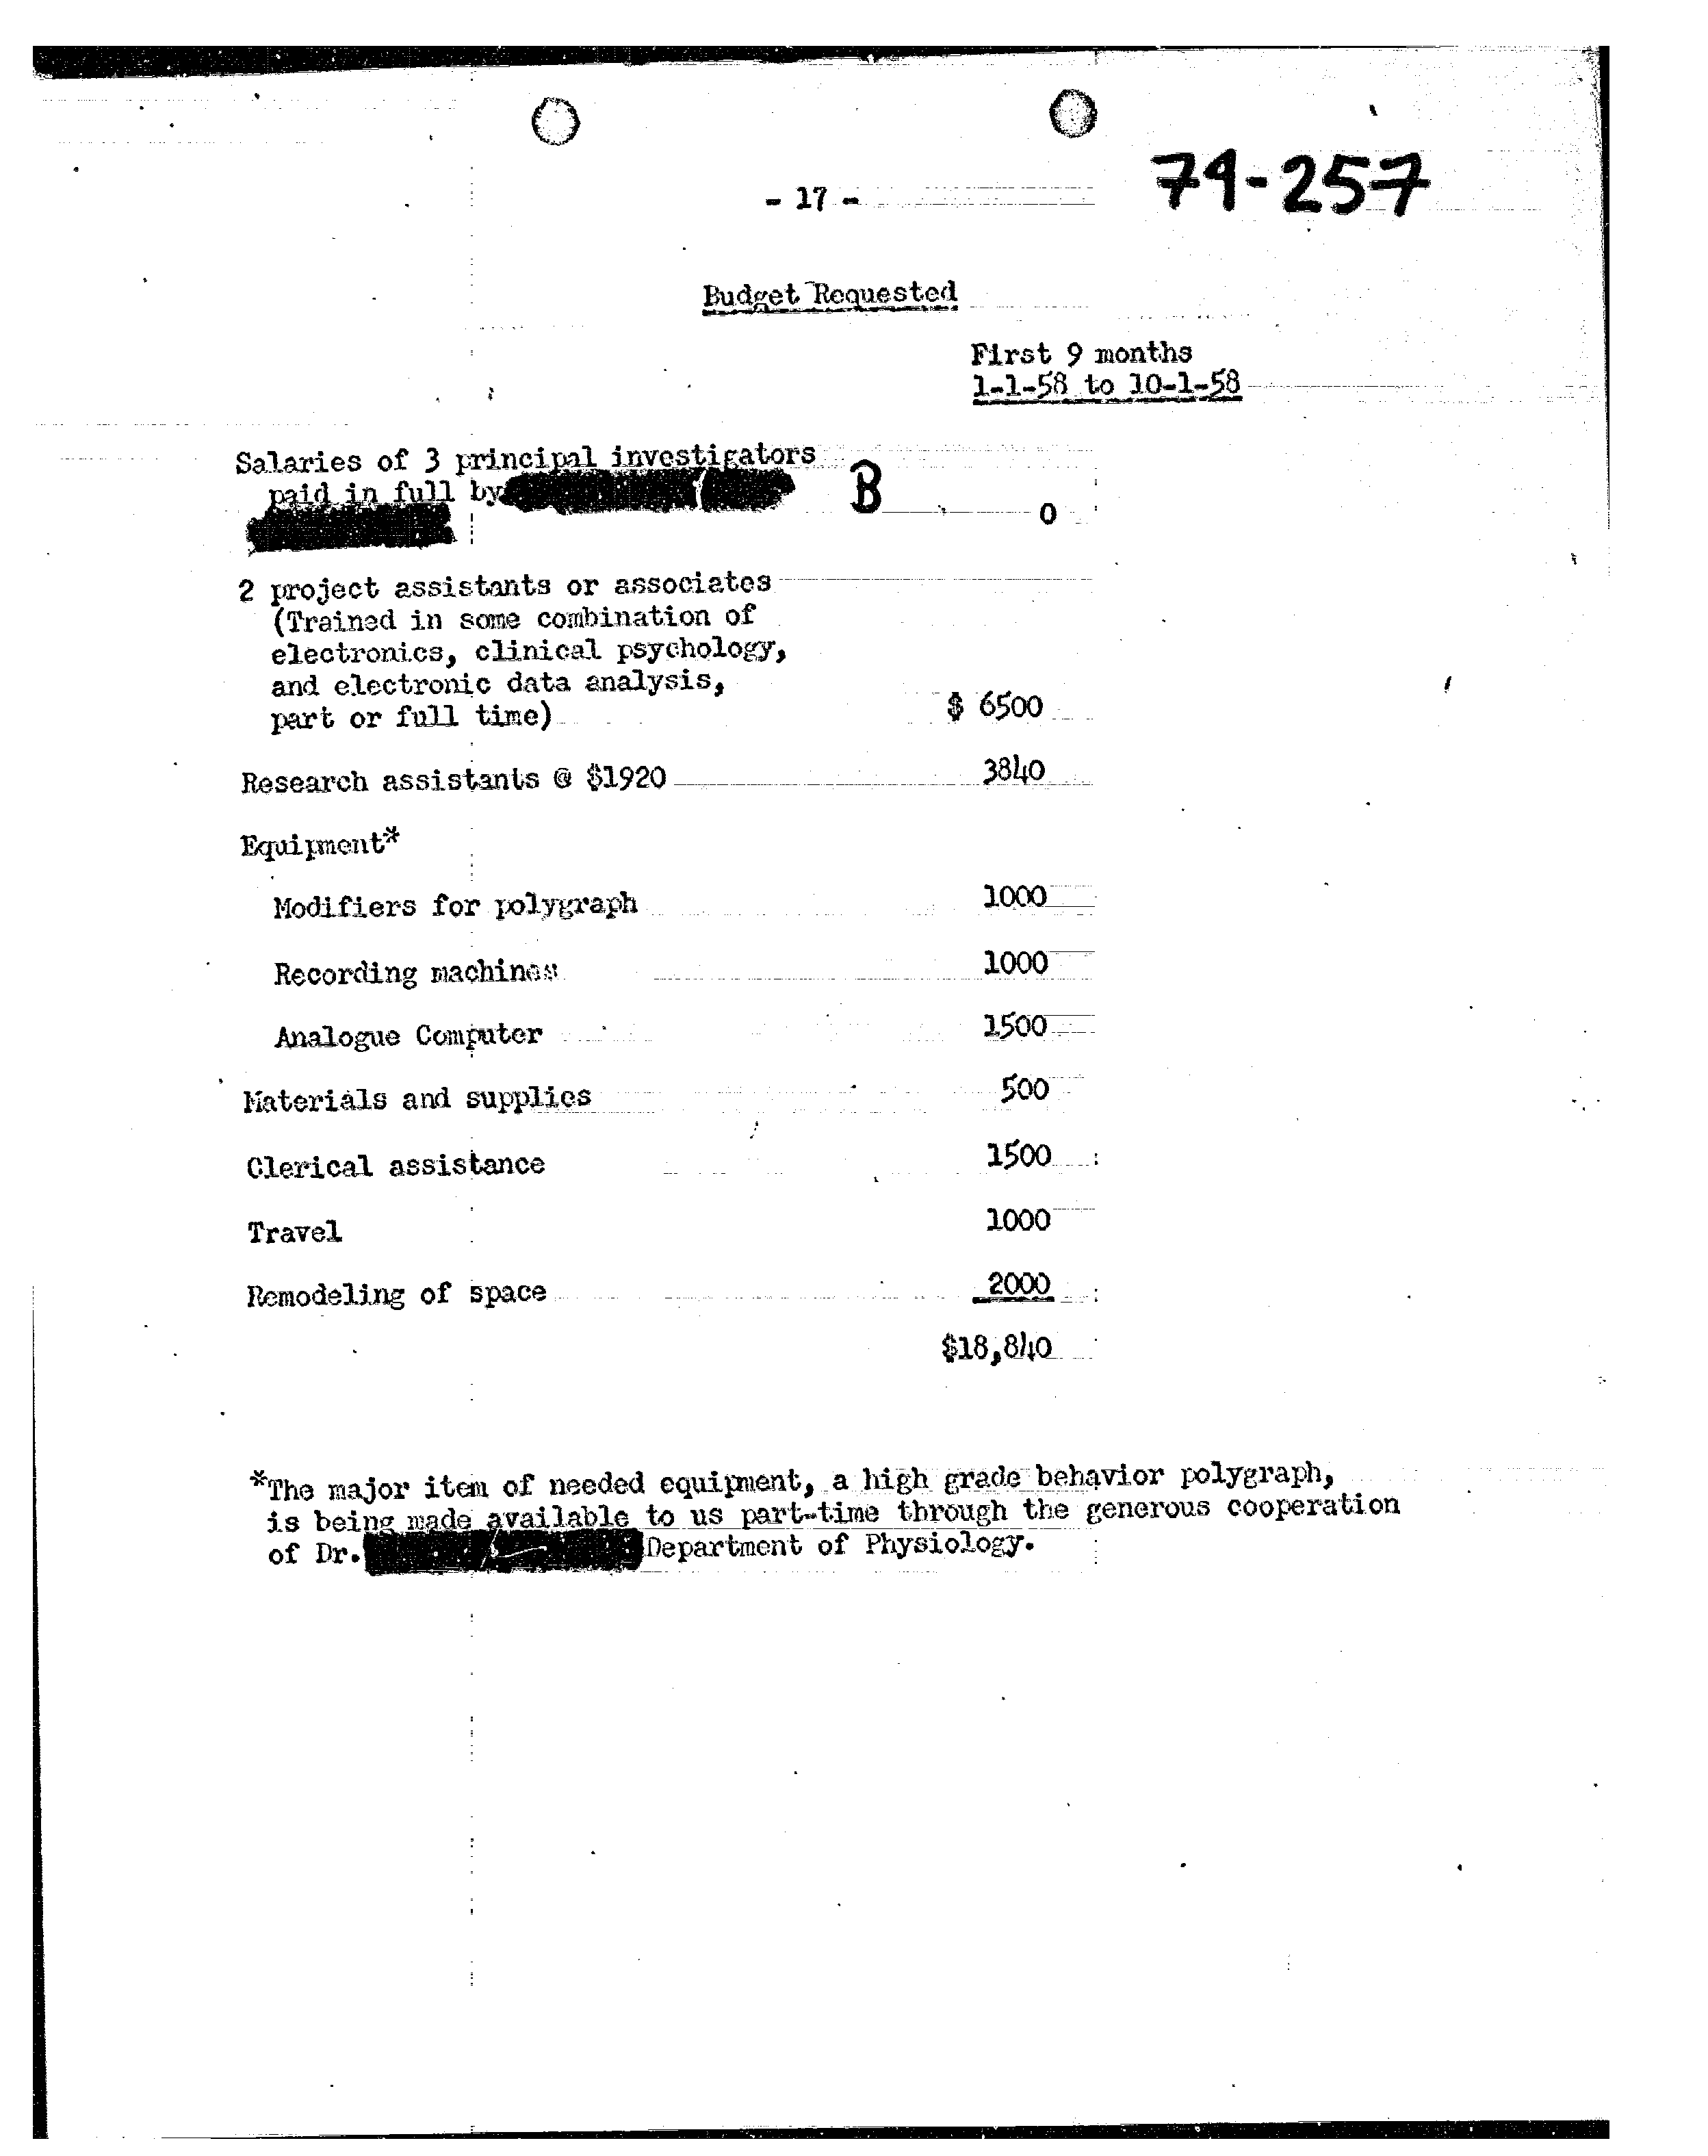 74-257
- 17 -
Budget Requested
First 9 months
1-1-58 to 10-1-58
Salaries of 3 principal investigators
paid in full by
B
0
2 project assistants or associates
(Trained in some combination of
electronics, clinical psychology,
and electronic data analysis,
part or full time) $ 6500
Research assistants @ $1920 3840
Equipment*
Modifiers for polygraph 1000
Recording machines 1000
Analogue Computer 1500
Materials and supplies 500
Clerical assistance 1500
Travel 1000
Remodeling of space 2000
$18,840
*The major item of needed equipment, a high grade behavior polygraph,
is being made available to us part-time through the generous cooperation
of Dr. Department of Physiology.